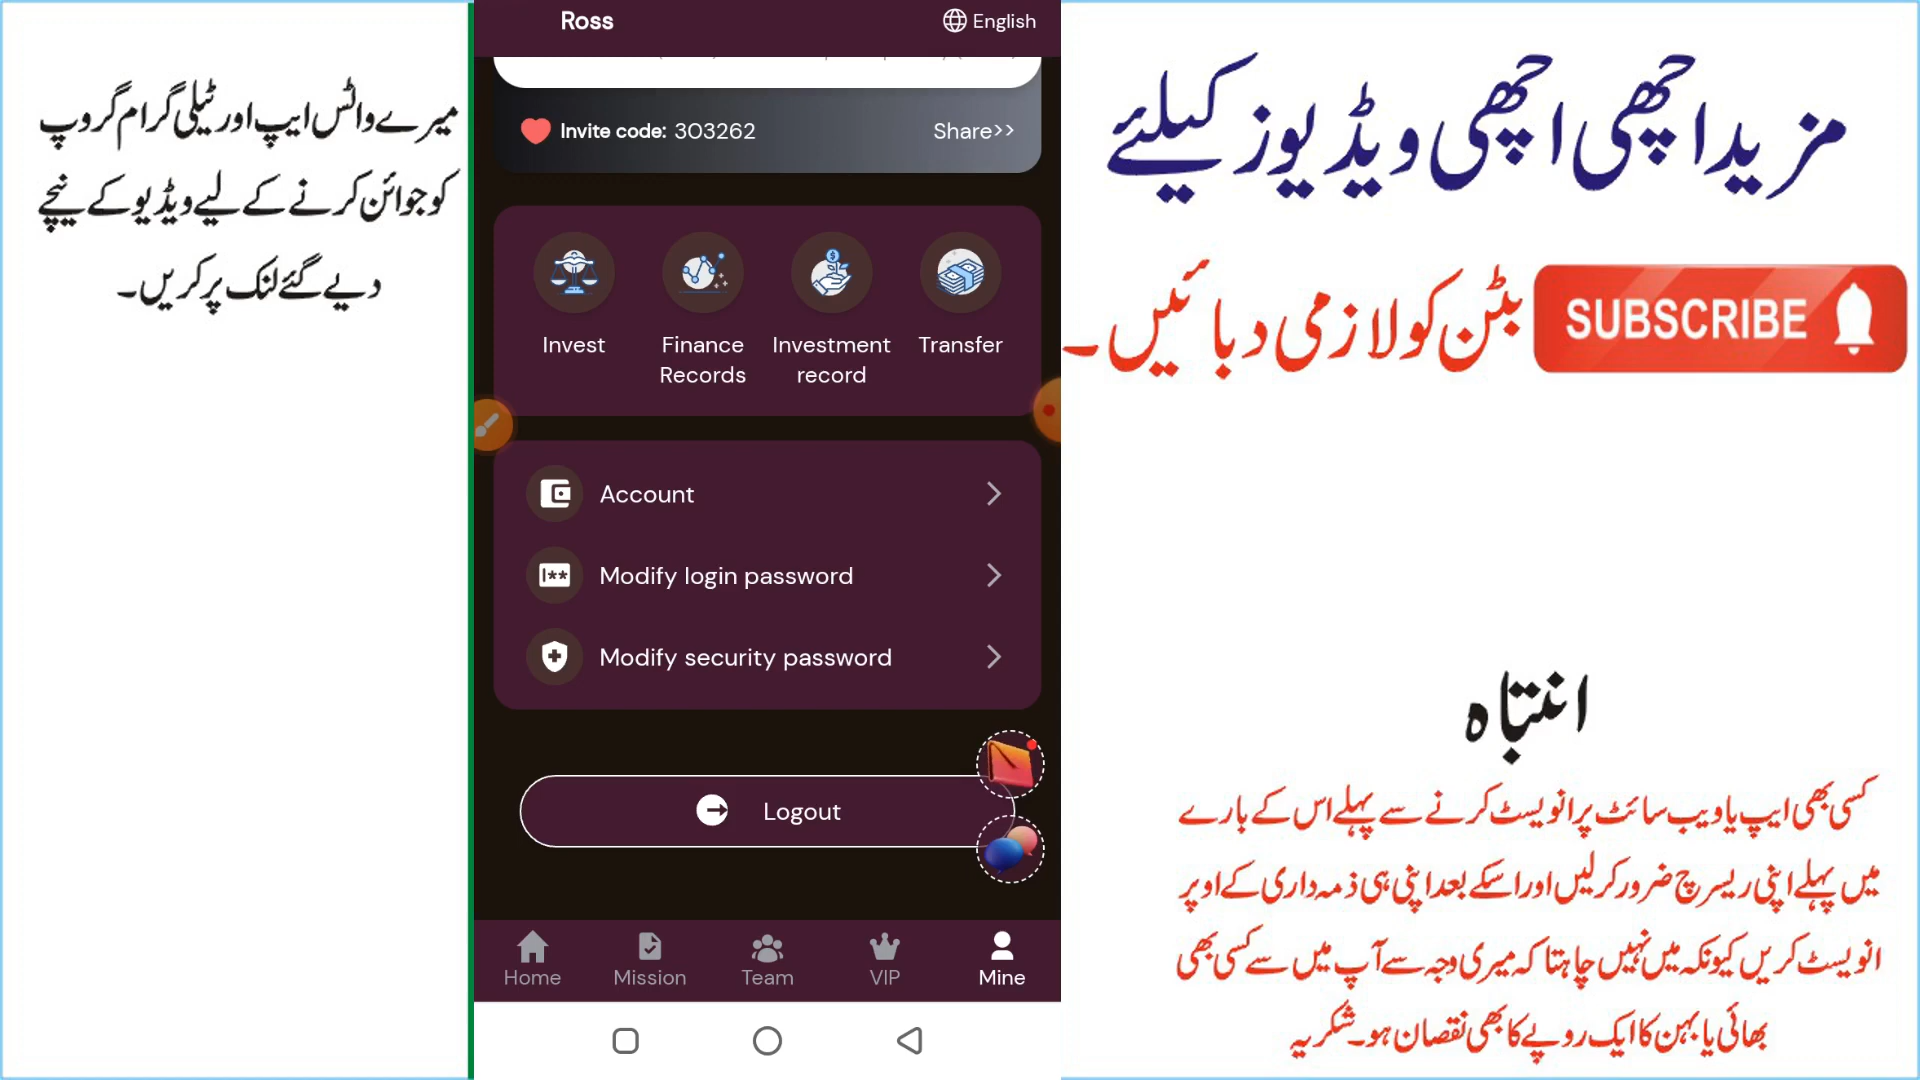 میرے واٹس ایپ اور ٹیلی گرام گروپ
کو جوائن کرنے کے لیے ویڈیو کے نیچے
دیے گئے لنک پر کریں۔
Ross
English
Invite code: 303262
Share>>
Invest
Finance Records
Investment record
Transfer
Account
Modify login password
Modify security password
Logout
Home
Mission
Team
VIP
Mine
مزید اچھی اچھی ویڈیوز کیلئے
SUBSCRIBE
بٹن کو لازمی دبائیں۔
انتباہ
کسی بھی ایپ یا ویب سائٹ پر انویسٹ کرنے سے پہلے اس کے بارے
میں پہلے اپنی ریسرچ ضرور کر لیں اور اسکے بعد اپنی ہی ذمہ داری کے اوپر
انویسٹ کریں کیونکہ میں نہیں چاہتا کہ میری وجہ سے آپ میں سے کسی بھی
بھائی یا بہن کا ایک روپے کا بھی نقصان ہو۔ شکریہ